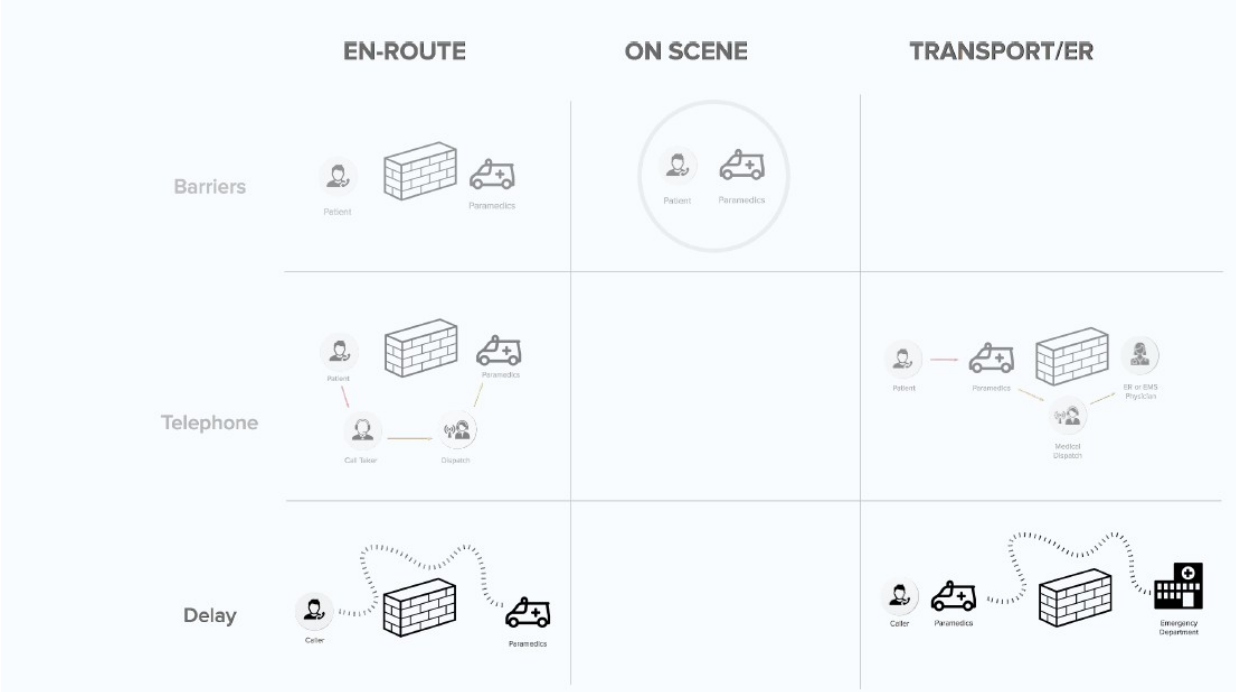 EN-ROUTE
ON SCENE
TRANSPORT/ER
Barriers
Patient
Paramedics
Patient
Paramedics
Telephone
Patient
Paramedics
Call Taker
Dispatch
Patient
Paramedics
ER or EMS
Physician
Medical
Dispatch
Delay
Caller
Paramedics
Caller
Paramedics
Emergency
Department